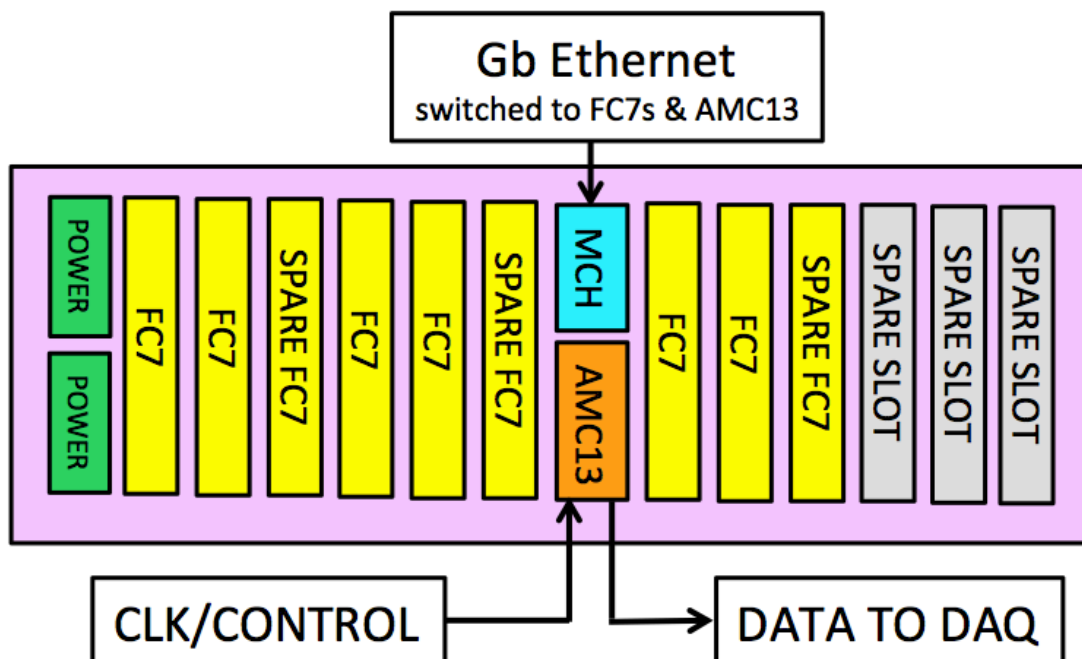 Gb Ethernet
switched to FC7s & AMC13
POWER
POWER
FC7
FC7
SPARE FC7
FC7
FC7
SPARE FC7
MCH
AMC13
FC7
FC7
SPARE FC7
SPARE SLOT
SPARE SLOT
SPARE SLOT
CLK/CONTROL
DATA TO DAQ